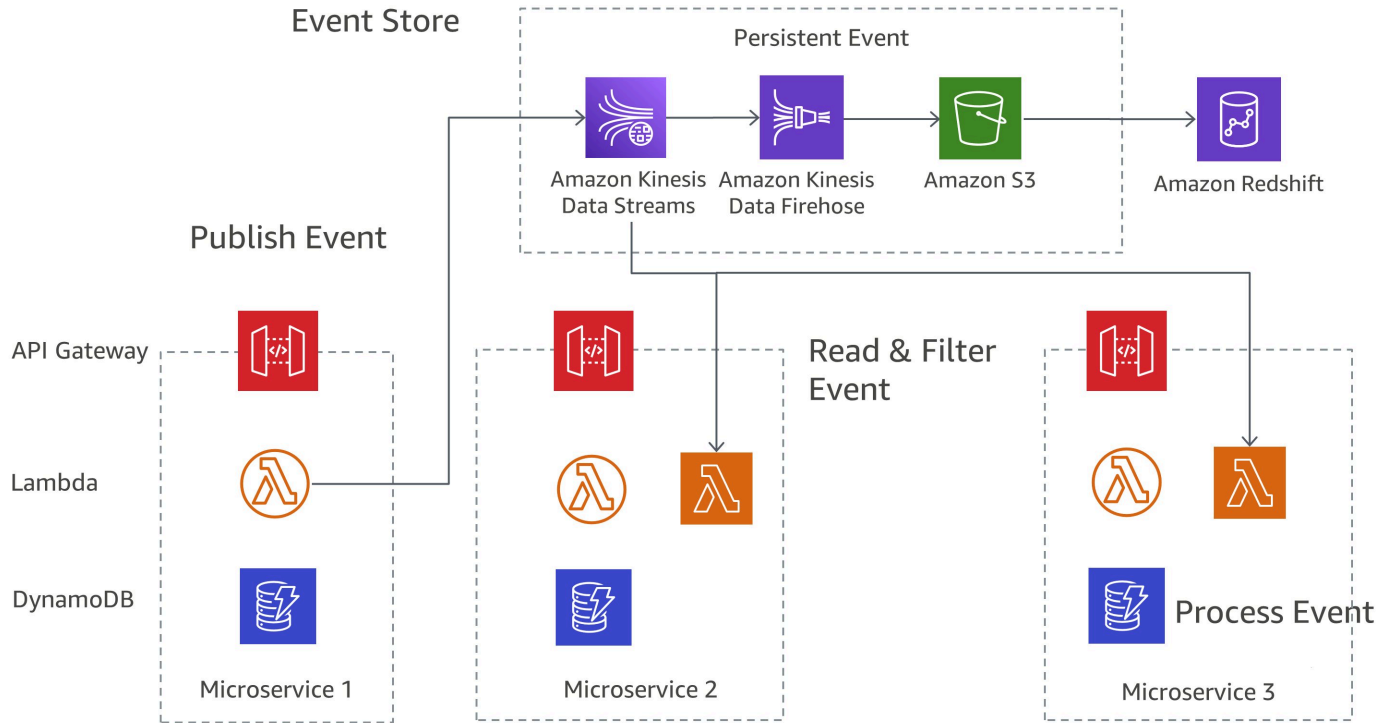 Event Store
Persistent Event
Amazon Kinesis
Data Streams
Amazon Kinesis
Data Firehose
Amazon S3
Amazon Redshift
Publish Event
API Gateway
</>
</>
</>
Read & Filter
Event
Lambda
DynamoDB
Process Event
Microservice 1
Microservice 2
Microservice 3